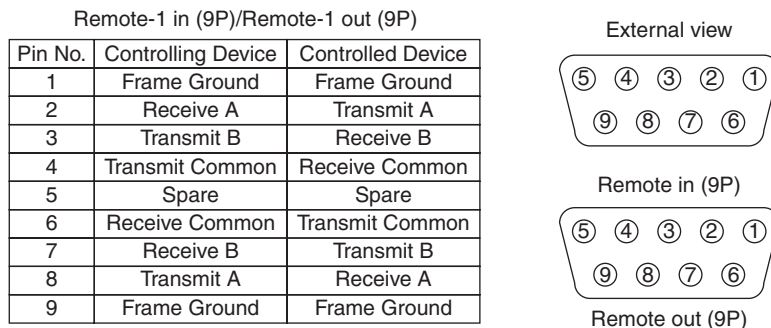 Remote-1 in (9P)/Remote-1 out (9P)
Pin No. Controlling Device Controlled Device
1 Frame Ground Frame Ground
2 Receive A Transmit A
3 Transmit B Receive B
4 Transmit Common Receive Common
5 Spare Spare
6 Receive Common Transmit Common
7 Receive B Transmit B
8 Transmit A Receive A
9 Frame Ground Frame Ground
External view
5 4 3 2 1
9 8 7 6
Remote in (9P)
5 4 3 2 1
9 8 7 6
Remote out (9P)